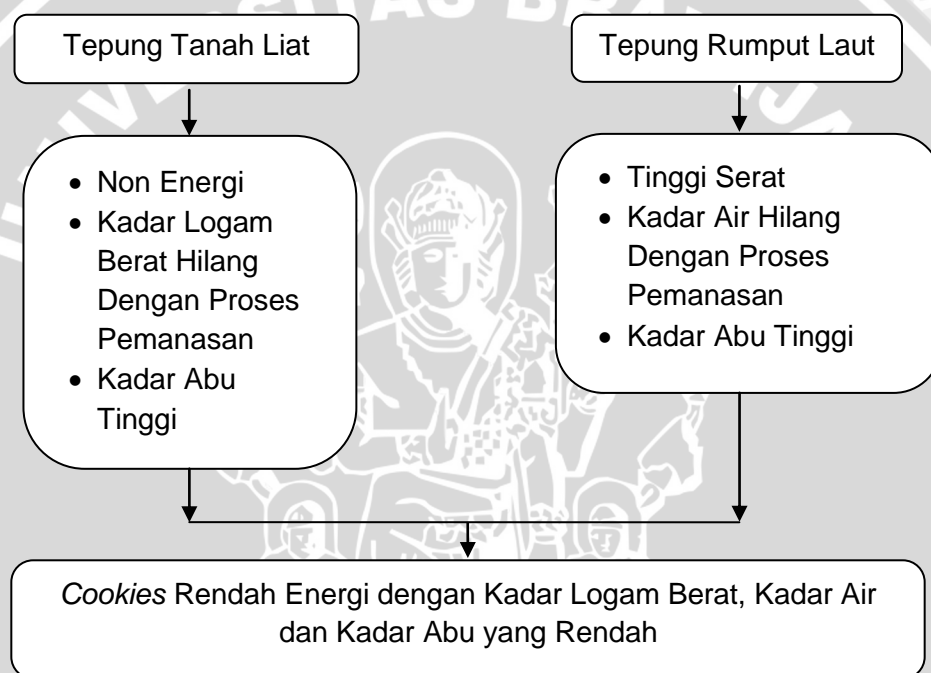 UNIVERSITAS BRAWIJAYA
Tepung Tanah Liat
Tepung Rumput Laut
• Non Energi
• Kadar Logam
Berat Hilang
Dengan Proses
Pemanasan
• Kadar Abu
Tinggi
• Tinggi Serat
• Kadar Air Hilang
Dengan Proses
Pemanasan
• Kadar Abu Tinggi
Cookies Rendah Energi dengan Kadar Logam Berat, Kadar Air
dan Kadar Abu yang Rendah